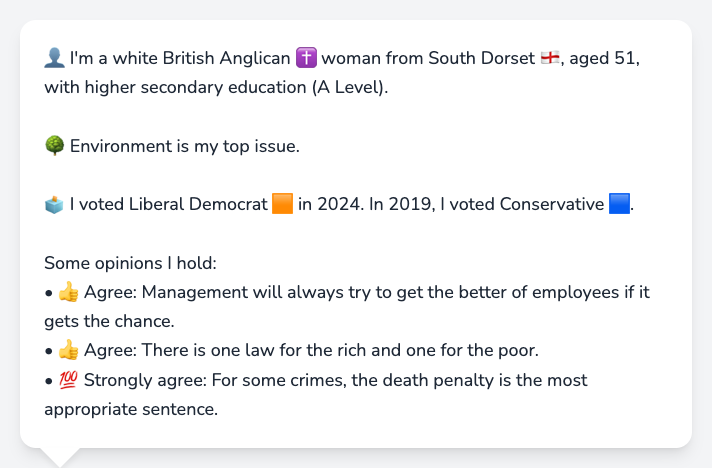 👤 I'm a white British Anglican ✝️ woman from South Dorset 🏴󠁧󠁢󠁥󠁮󠁧󠁿, aged 51,
with higher secondary education (A Level).
🌳 Environment is my top issue.
🗳️ I voted Liberal Democrat 🟧 in 2024. In 2019, I voted Conservative 🟦.
Some opinions I hold:
• 👍 Agree: Management will always try to get the better of employees if it
gets the chance.
• 👍 Agree: There is one law for the rich and one for the poor.
• 💯 Strongly agree: For some crimes, the death penalty is the most
appropriate sentence.